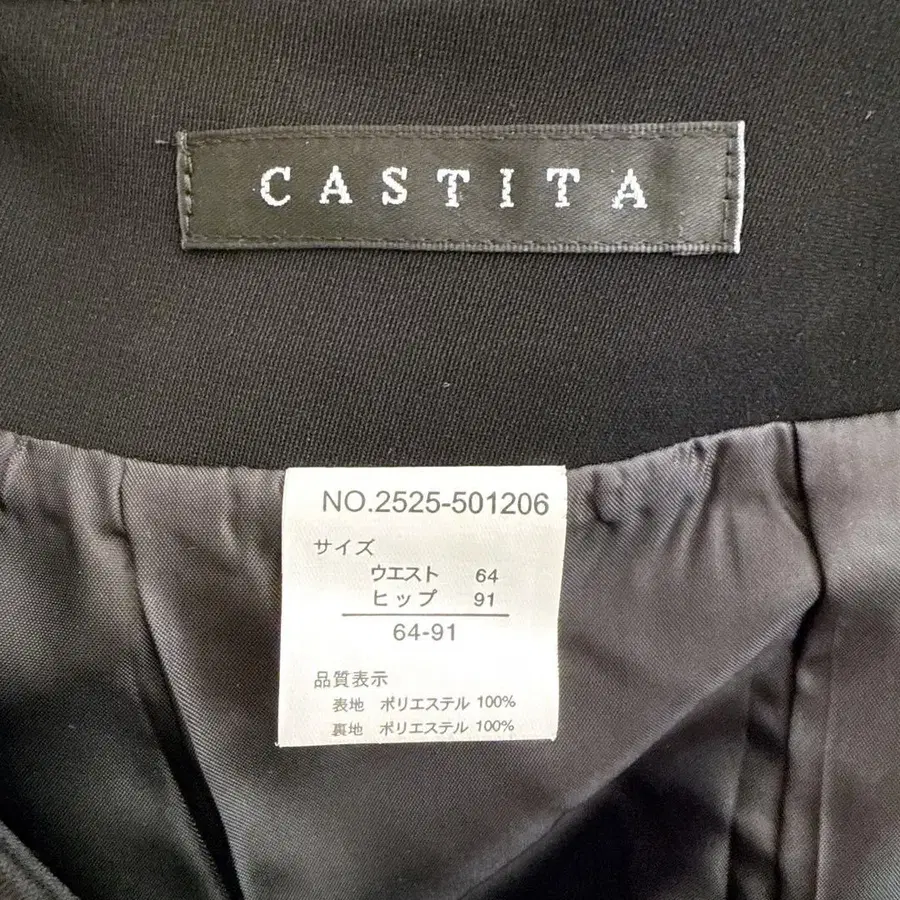 CASTITA
NO.2525-501206
サイズ
ウエスト 64
ヒップ 91
64-91
品質表示
表地 ポリエステル 100%
裏地 ポリエステル 100%